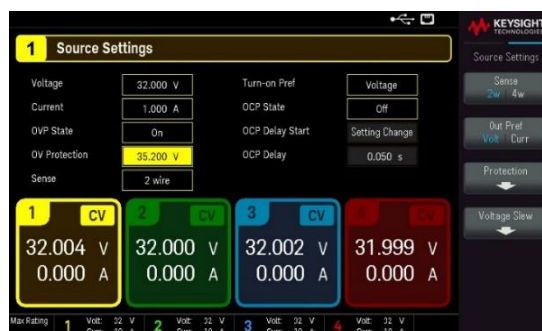 KEYSIGHT
TECHNOLOGIES
1 Source Settings
Source Settings
Voltage 32.000 V Turn-on Pref Voltage
Current 1.000 A OCP State Off
OVP State On OCP Delay Start Setting Change
OV Protection 35.200 V OCP Delay 0.050 s
Sense 2 wire
Sense
2w 4w
Out Pref
Volt Curr
Protection
Voltage Slew
1 CV 2 CV 3 CV 4 CV
32.004 V 32.000 V 32.002 V 31.999 V
0.000 A 0.000 A 0.000 A 0.000 A
Max Rating 1 Volt: 32 V 2 Volt: 32 V 3 Volt: 32 V 4 Volt: 32 V